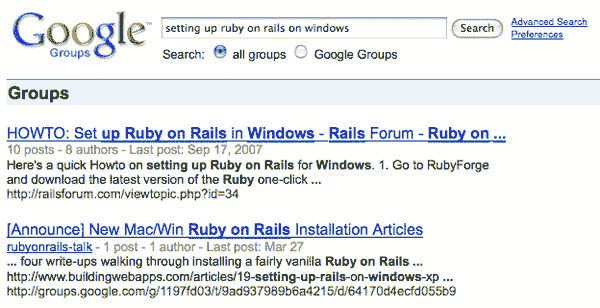 Google™
Groups
setting up ruby on rails on windows
Search
Advanced Search
Preferences
Search: all groups Google Groups
Groups
HOWTO: Set up Ruby on Rails in Windows - Rails Forum - Ruby on ...
10 posts - 8 authors - Last post: Sep 17, 2007
Here's a quick Howto on setting up Ruby on Rails for Windows. 1. Go to RubyForge
and download the latest version of the Ruby one-click ...
http://railsforum.com/viewtopic.php?id=34
[Announce] New Mac/Win Ruby on Rails Installation Articles
rubyonrails-talk - 1 post - 1 author - Last post: Mar 27
... four write-ups walking through installing a fairly vanilla Ruby on Rails ...
http://www.buildingwebapps.com/articles/19-setting-up-rails-on-windows-xp ...
http://groups.google.com/g/1197fd03/t/9ad937989b6a4215/d/64170d4ecfd055b9